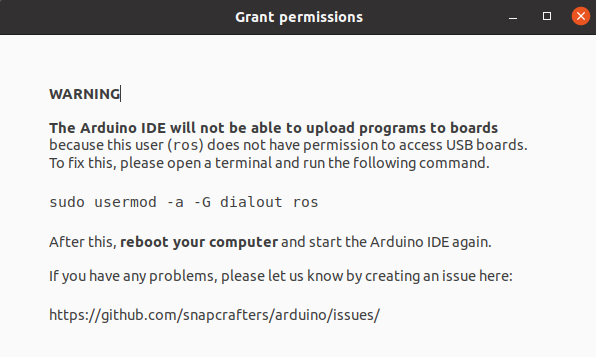 Grant permissions
WARNING
The Arduino IDE will not be able to upload programs to boards
because this user (ros) does not have permission to access USB boards.
To fix this, please open a terminal and run the following command.
sudo usermod -a -G dialout ros
After this, reboot your computer and start the Arduino IDE again.
If you have any problems, please let us know by creating an issue here:
https://github.com/snapcrafters/arduino/issues/